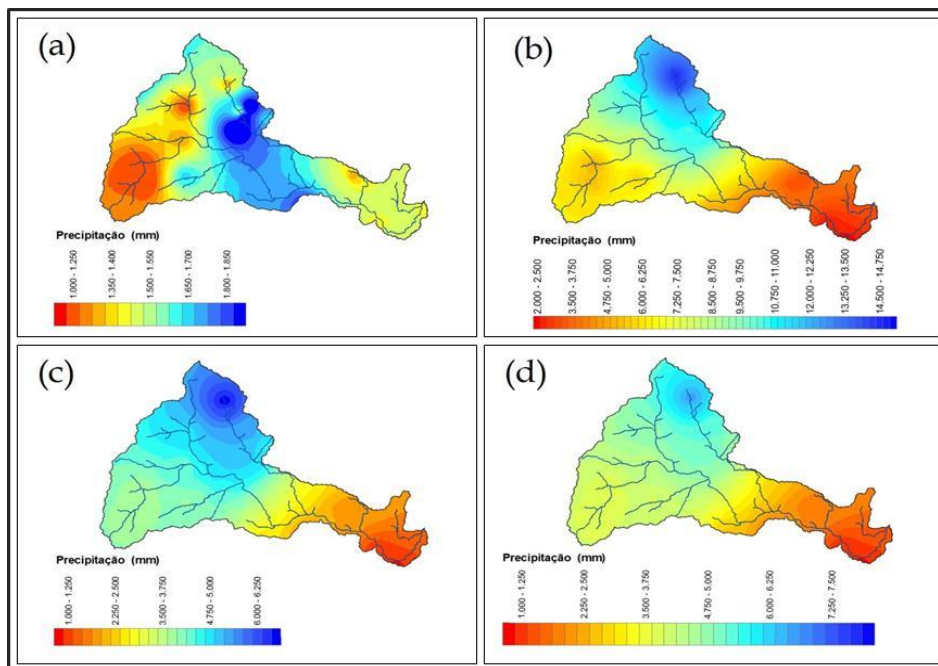 (a)
Precipitação (mm)
1.000 - 1.250
1.350 - 1.400
1.500 - 1.550
1.650 - 1.700
1.800 - 1.850
(b)
Precipitação (mm)
2.000 - 2.500
3.500 - 3.750
4.750 - 5.000
6.000 - 6.250
7.250 - 7.500
8.500 - 8.750
9.500 - 9.750
10.750 - 11.000
12.000 - 12.250
13.250 - 13.500
14.500 - 14.750
(c)
Precipitação (mm)
1.000 - 1.250
2.250 - 2.500
3.500 - 3.750
4.750 - 5.000
6.000 - 6.250
(d)
Precipitação (mm)
1.000 - 1.250
2.250 - 2.500
3.500 - 3.750
4.750 - 5.000
6.000 - 6.250
7.250 - 7.500